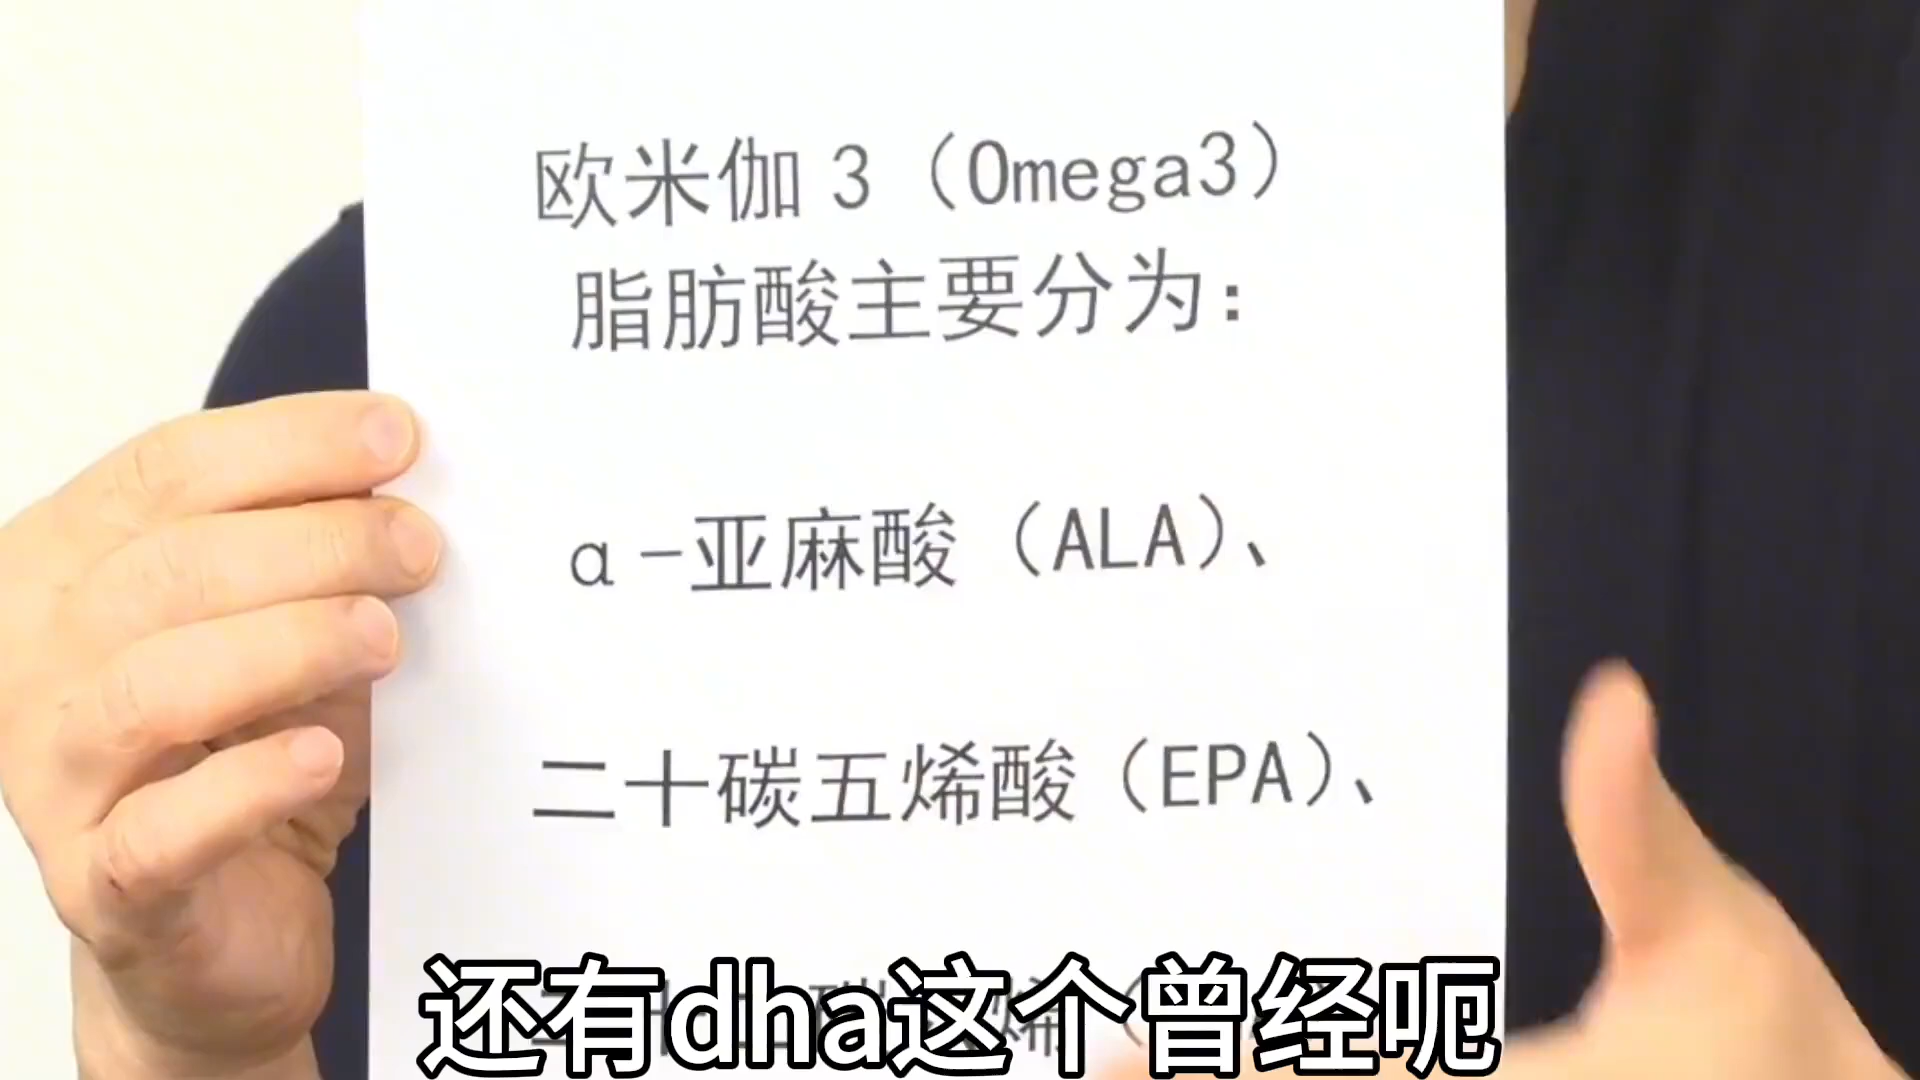 欧米伽3（Omega3）
脂肪酸主要分为：
α-亚麻酸（ALA）、
二十碳五烯酸（EPA）、
还有dha这个曾经呃